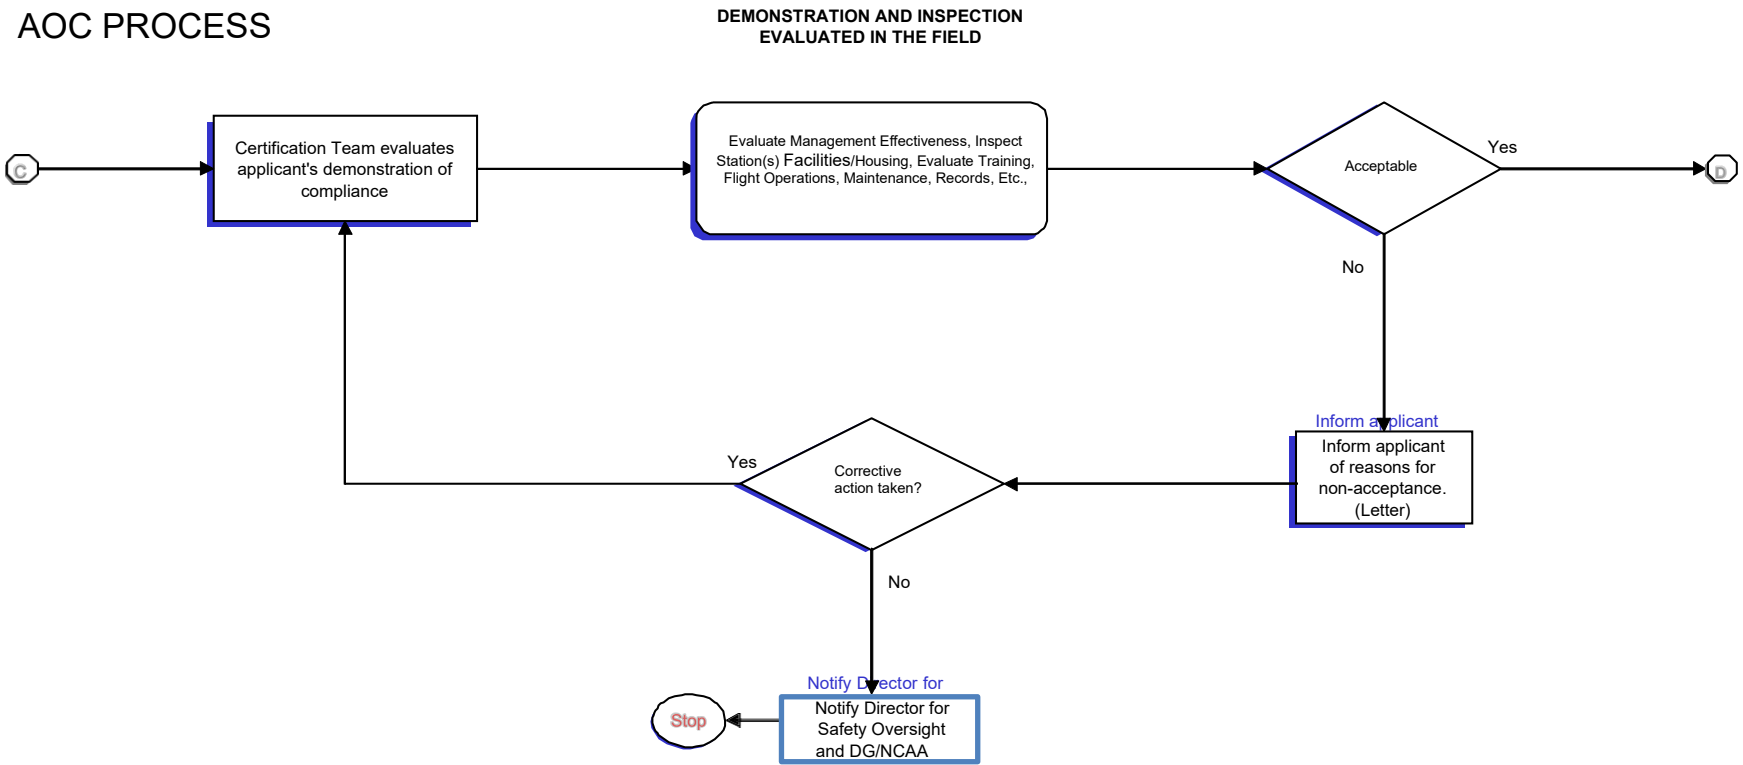 AOC PROCESS
DEMONSTRATION AND INSPECTION
EVALUATED IN THE FIELD
C
Certification Team evaluates
applicant's demonstration of
compliance
Evaluate Management Effectiveness, Inspect
Station(s) Facilities/Housing, Evaluate Training,
Flight Operations, Maintenance, Records, Etc.,
Acceptable
Yes
D
No
Inform applicant
Inform applicant
of reasons for
non-acceptance.
(Letter)
Corrective
action taken?
Yes
No
Notify Director for
Notify Director for
Safety Oversight
and DG/NCAA
Stop